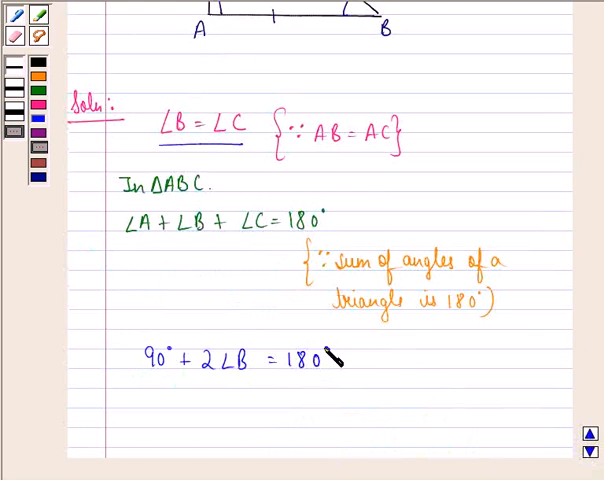 A B
Soln:
∠B = ∠C {∵ AB = AC}
In ΔABC.
∠A + ∠B + ∠C = 180°
{∵ sum of angles of a
triangle is 180°)
90° + 2∠B = 180